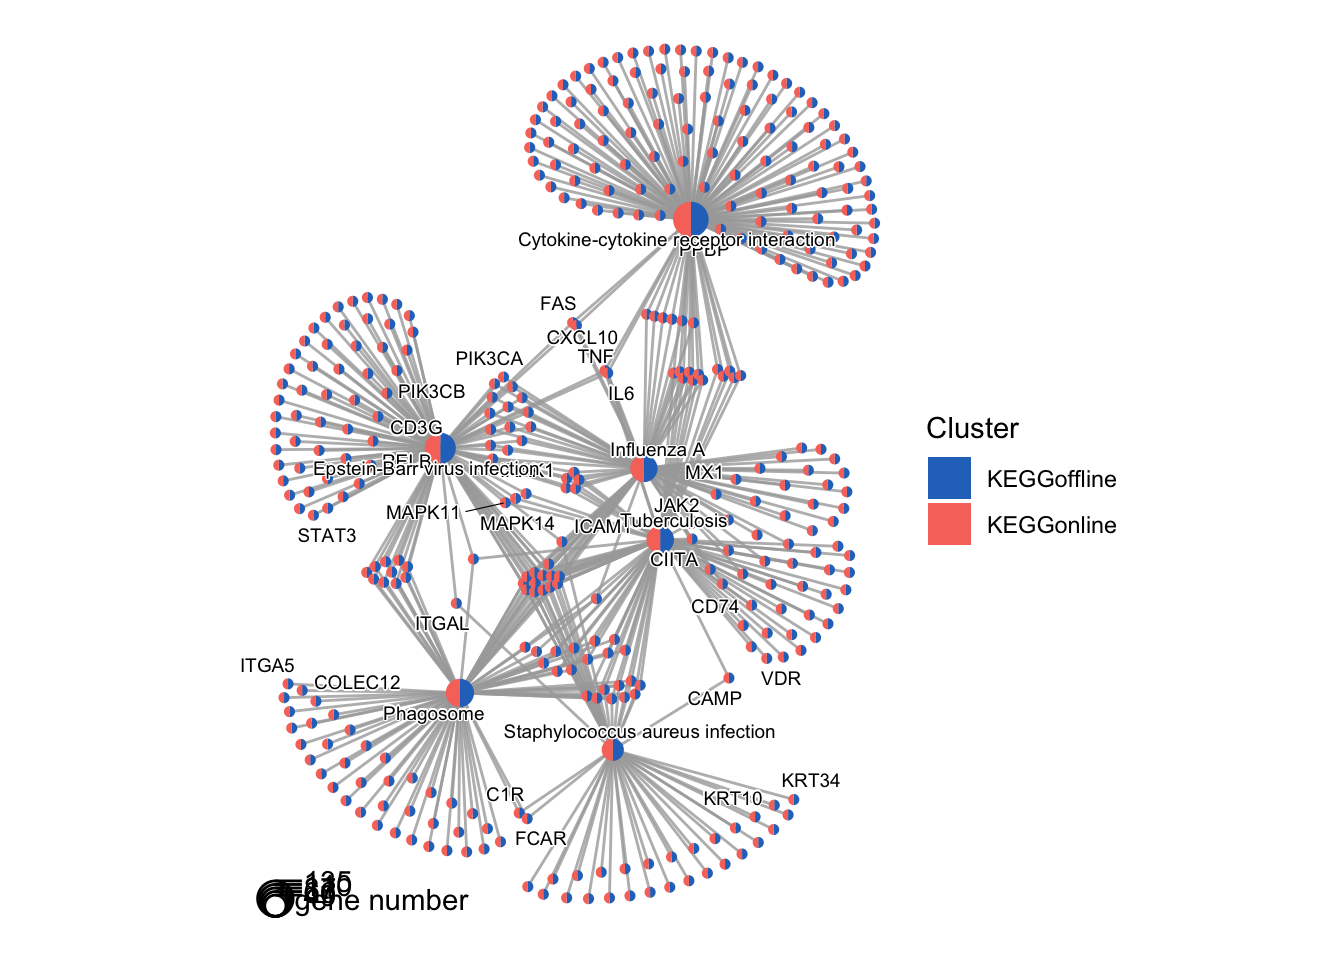 Cytokine-cytokine receptor interaction
PPBP
FAS
CXCL10
TNF
PIK3CA
IL6
PIK3CB
CD3G
Influenza A
RELB
Epstein-Barr virus infection
MX1
JAK2
MAPK11
MAPK14
ICAM1
Tuberculosis
STAT3
CIITA
CD74
ITGAL
ITGA5
COLEC12
VDR
CAMP
Phagosome
Staphylococcus aureus infection
KRT34
C1R
KRT10
FCAR
Cluster
KEGGoffline
KEGGonline
135
gene number